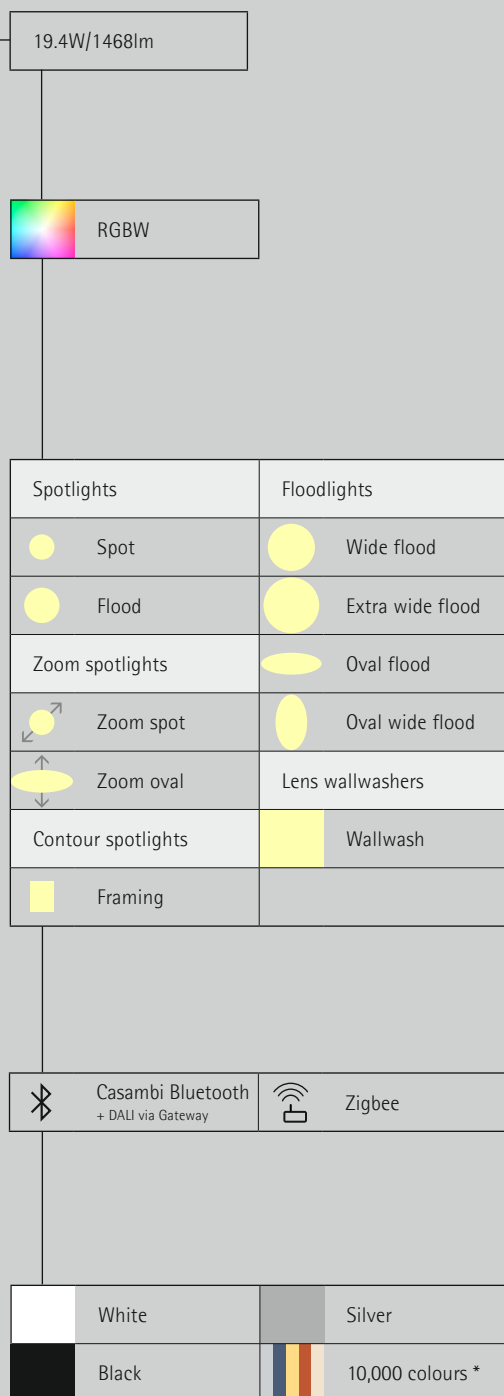 19.4W/1468lm
RGBW
Spotlights
Floodlights
Spot
Wide flood
Flood
Extra wide flood
Zoom spotlights
Oval flood
Zoom spot
Oval wide flood
Zoom oval
Lens wallwashers
Contour spotlights
Wallwash
Framing
Casambi Bluetooth
+ DALI via Gateway
Zigbee
White
Silver
Black
10,000 colours *